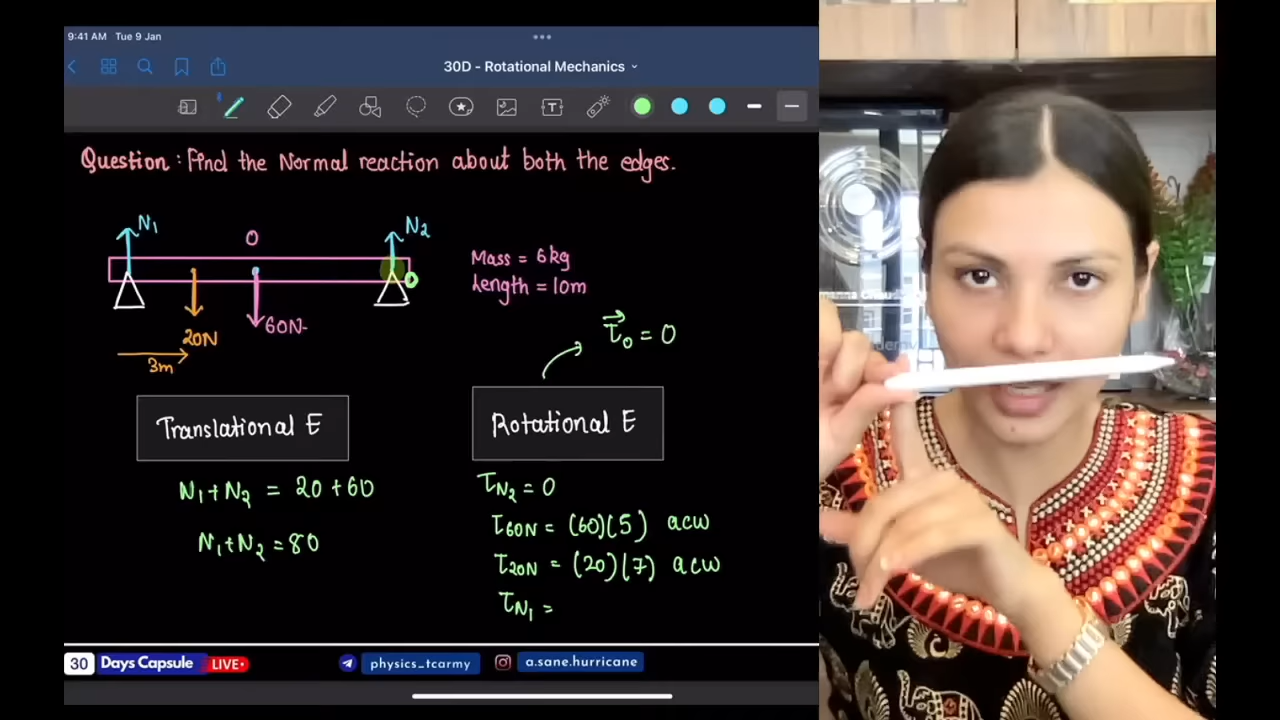 9:41 AM Tue 9 Jan
30D - Rotational Mechanics
Question: Find the Normal reaction about both the edges.
N₁
O
N₂
O
20N
60N
3m
Mass = 6kg
Length = 10m
τ⃗₀ = 0
Translational E
N₁+N₂ = 20+60
N₁+N₂ = 80
Rotational E
τN₂ = 0
τ60N = (60)(5) acw
τ20N = (20)(7) acw
τN₁ =
30 Days Capsule LIVE
physics_tcarmy
a.sane.hurricane